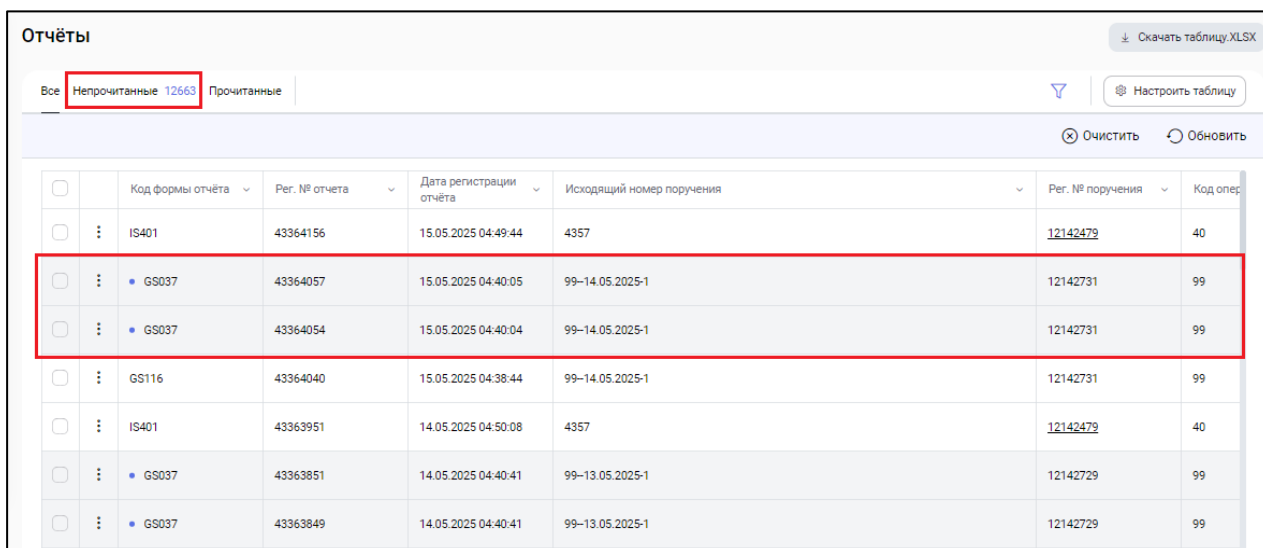 Отчёты
Скачать таблицу.XLSX
Все Непрочитанные 12663 Прочитанные
Настроить таблицу
Очистить Обновить
Код формы отчёта Рег. № отчета Дата регистрации отчёта Исходящий номер поручения Рег. № поручения Код опер
IS401 43364156 15.05.2025 04:49:44 4357 12142479 40
GS037 43364057 15.05.2025 04:40:05 99--14.05.2025-1 12142731 99
GS037 43364054 15.05.2025 04:40:04 99--14.05.2025-1 12142731 99
GS116 43364040 15.05.2025 04:38:44 99--14.05.2025-1 12142731 99
IS401 43363951 14.05.2025 04:50:08 4357 12142479 40
GS037 43363851 14.05.2025 04:40:41 99--13.05.2025-1 12142729 99
GS037 43363849 14.05.2025 04:40:41 99--13.05.2025-1 12142729 99